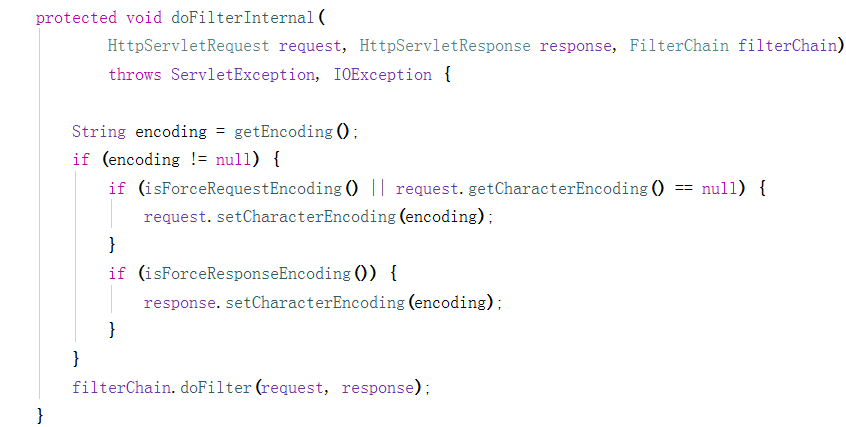 protected void doFilterInternal(
HttpServletRequest request, HttpServletResponse response, FilterChain filterChain)
throws ServletException, IOException {
String encoding = getEncoding();
if (encoding != null) {
if (isForceRequestEncoding() || request.getCharacterEncoding() == null) {
request.setCharacterEncoding(encoding);
}
if (isForceResponseEncoding()) {
response.setCharacterEncoding(encoding);
}
}
filterChain.doFilter(request, response);
}